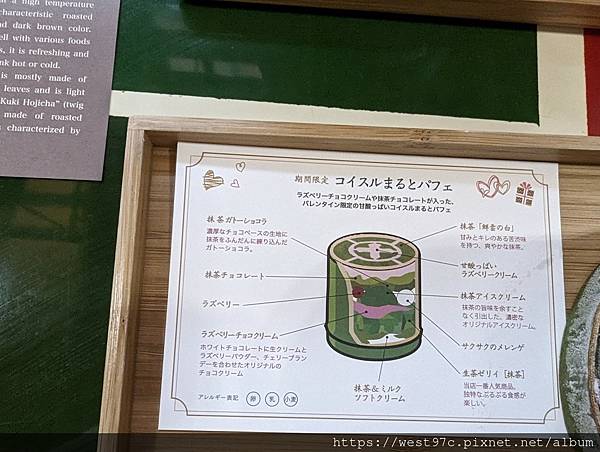 at a high temperature
characteristic roasted
nd dark brown color.
ell with various foods
s, it is refreshing and
nk hot or cold.
is mostly made of
leaves and is light
"Kuki Hojicha" (twig
made of roasted
s characterized by
期間限定 コイスルまるとパフェ
ラズベリーチョコクリームや抹茶チョコレートが入った、
バレンタイン限定の甘酸っぱいコイスルまるとパフェ
抹茶ガトーショコラ
濃厚なチョコベースの生地に
抹茶をふんだんに練り込んだ
ガトーショコラ。
抹茶チョコレート
ラズベリー
ラズベリーチョコクリーム
ホワイトチョコレートに生クリームと
ラズベリーパウダー、チェリーブラン
デーを合わせたオリジナルの
チョコクリーム
抹茶「鮮雲の白」
甘みとキレのある苦渋味
を持つ、爽やかな抹茶。
甘酸っぱい
ラズベリークリーム
抹茶アイスクリーム
抹茶の旨味を余すこと
なく引出した、濃密な
オリジナルアイスクリーム。
サクサクのメレンゲ
生茶ゼリイ［抹茶］
当店一番人気商品。
独特なぷるぷる食感が
楽しい。
抹茶＆ミルク
ソフトクリーム
アレルギー表記 卵 乳 小麦
https://west97c.pixnet.net/album